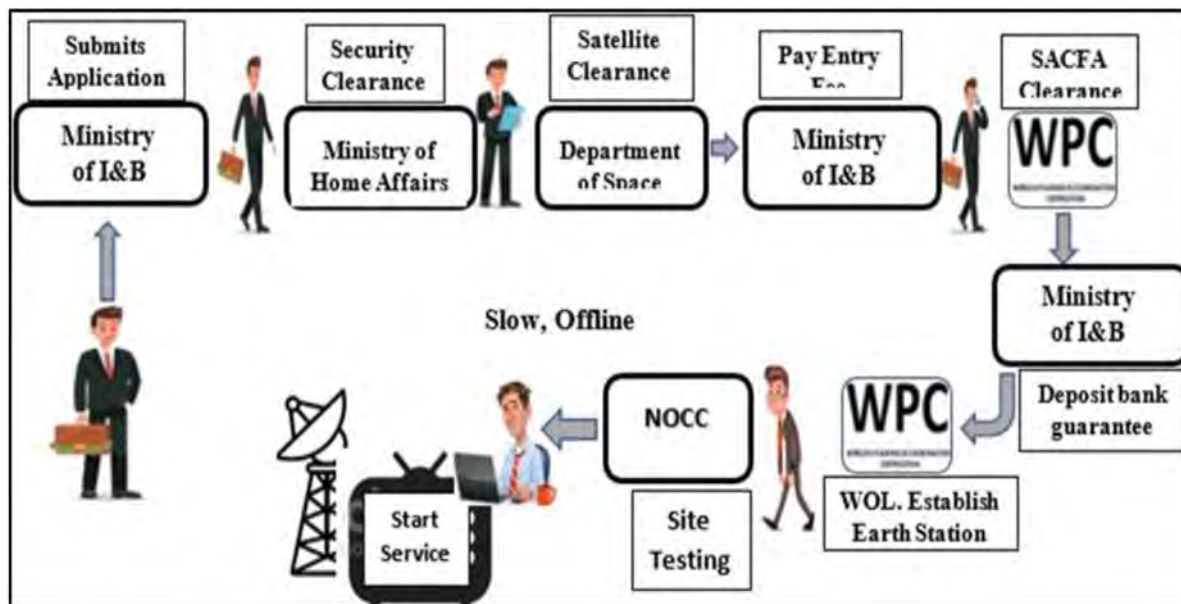 Submits
Application
Ministry
of I&B
Security
Clearance
Ministry of
Home Affairs
Satellite
Clearance
Department
of Space
Pay Entry
Fee
Ministry
of I&B
SACFA
Clearance
WPC
Ministry
of I&B
Deposit bank
guarantee
WPC
WOL. Establish
Earth Station
NOCC
Site
Testing
Slow, Offline
Start
Service